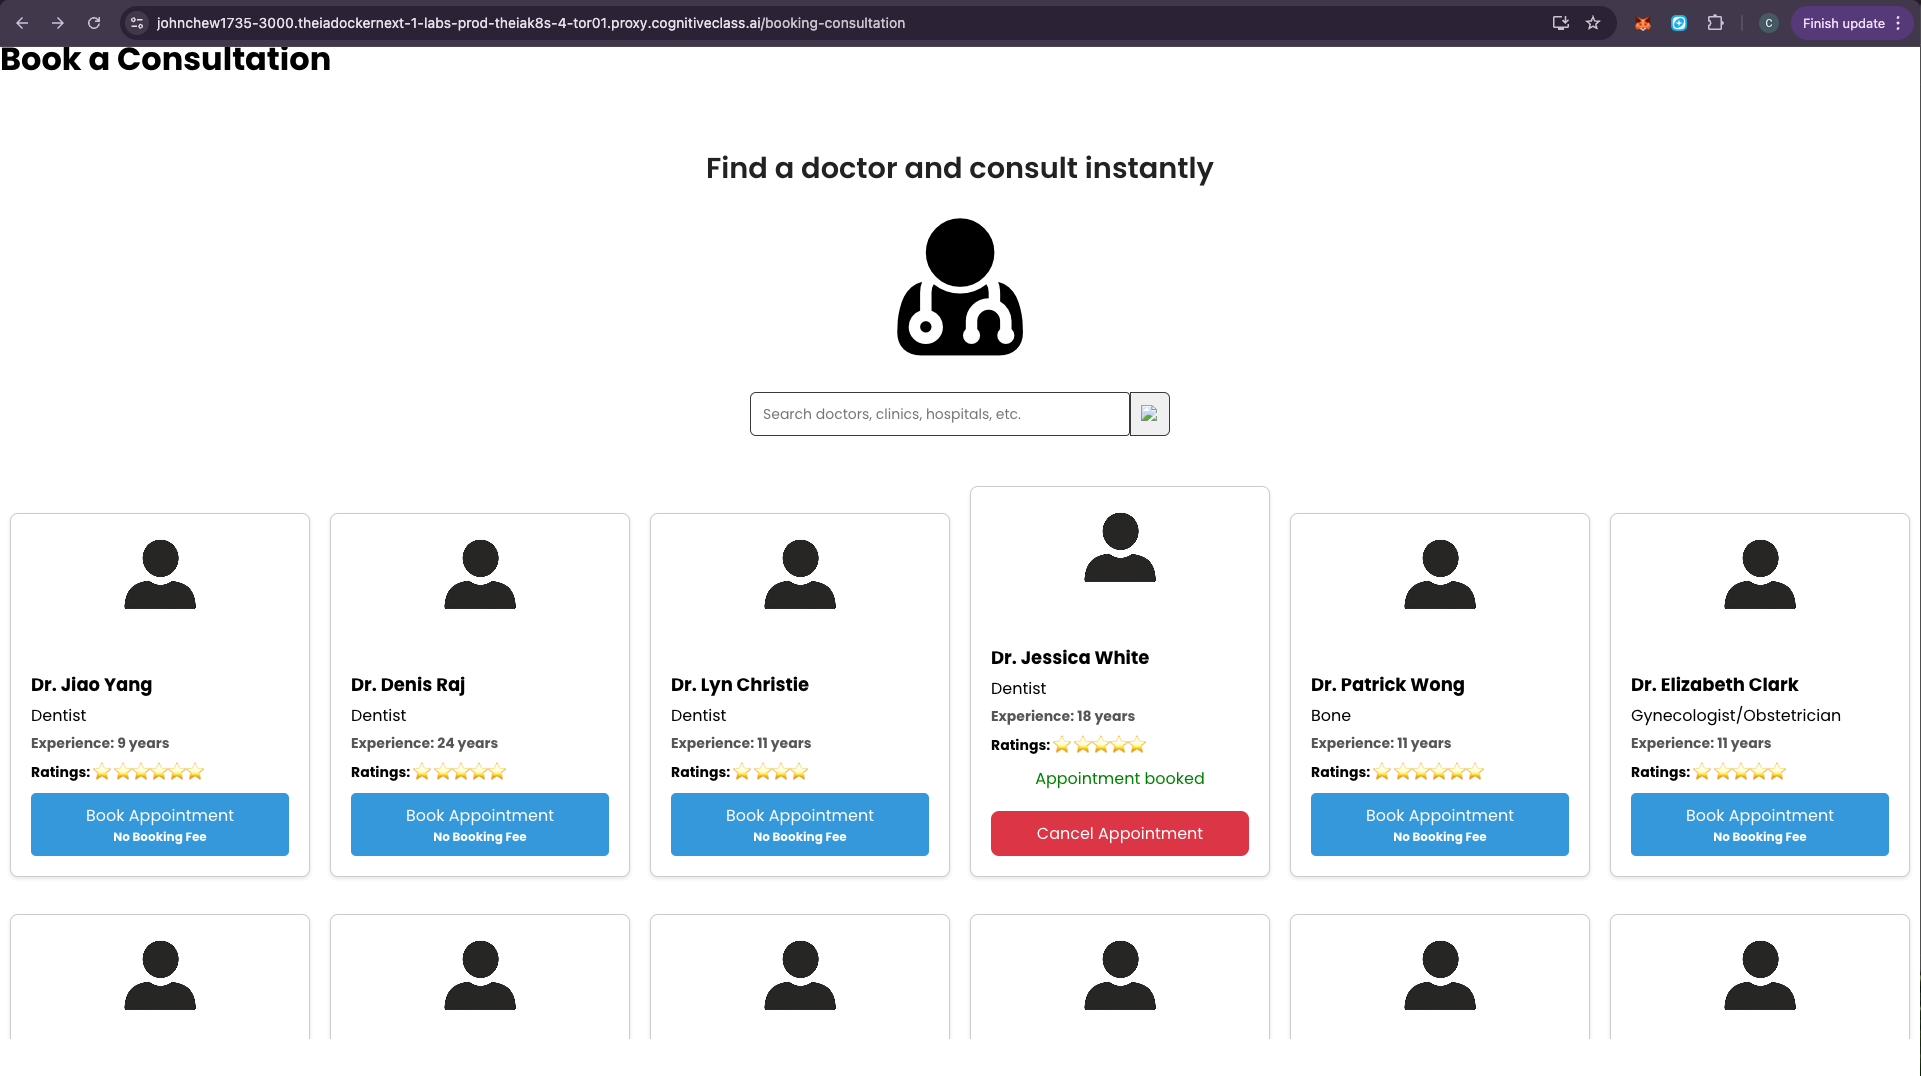 johnchew1735-3000.theiadockernext-1-labs-prod-theiak8s-4-tor01.proxy.cognitiveclass.ai/booking-consultation
C
Finish update
Book a Consultation
Find a doctor and consult instantly
Search doctors, clinics, hospitals, etc.
Dr. Jiao Yang
Dentist
Experience: 9 years
Ratings:
Book Appointment
No Booking Fee
Dr. Denis Raj
Dentist
Experience: 24 years
Ratings:
Book Appointment
No Booking Fee
Dr. Lyn Christie
Dentist
Experience: 11 years
Ratings:
Book Appointment
No Booking Fee
Dr. Jessica White
Dentist
Experience: 18 years
Ratings:
Appointment booked
Cancel Appointment
Dr. Patrick Wong
Bone
Experience: 11 years
Ratings:
Book Appointment
No Booking Fee
Dr. Elizabeth Clark
Gynecologist/Obstetrician
Experience: 11 years
Ratings:
Book Appointment
No Booking Fee